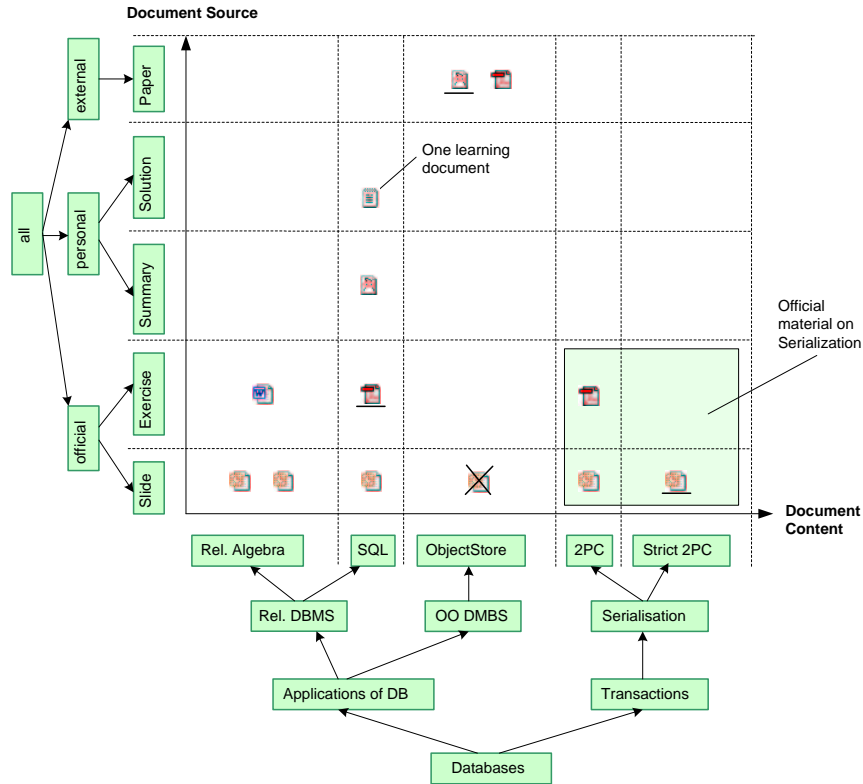 Document Source
external
Paper
One learning
document
Solution
all
personal
Summary
Official
material on
Serialization
Exercise
official
Slide
Document
Content
Rel. Algebra
SQL
ObjectStore
2PC
Strict 2PC
Rel. DBMS
OO DMBS
Serialisation
Applications of DB
Transactions
Databases